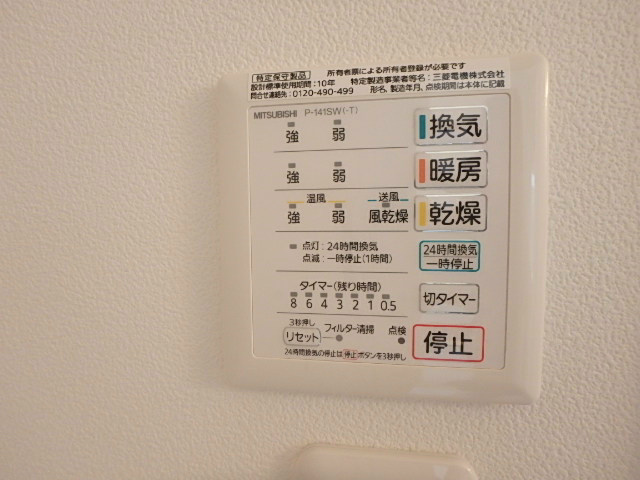 所有者票による所有者登録が必要です
特定保守製品 特定製造事業者等名：三菱電機株式会社
設計標準使用期間：10年
問合せ連絡先：0120-490-499 形名、製造年月、点検期間は本体に記載
MITSUBISHI P-141SW(-T)
強 弱 換気
強 弱 暖房
温風 送風
強 弱 風乾燥 乾燥
点灯：24時間換気
点滅：一時停止(1時間)
24時間換気
一時停止
タイマー(残り時間)
8 6 4 3 2 1 0.5
切タイマー
3秒押し
リセット フィルター清掃 点検
停止
24時間換気の停止は 停止 ボタンを3秒押し